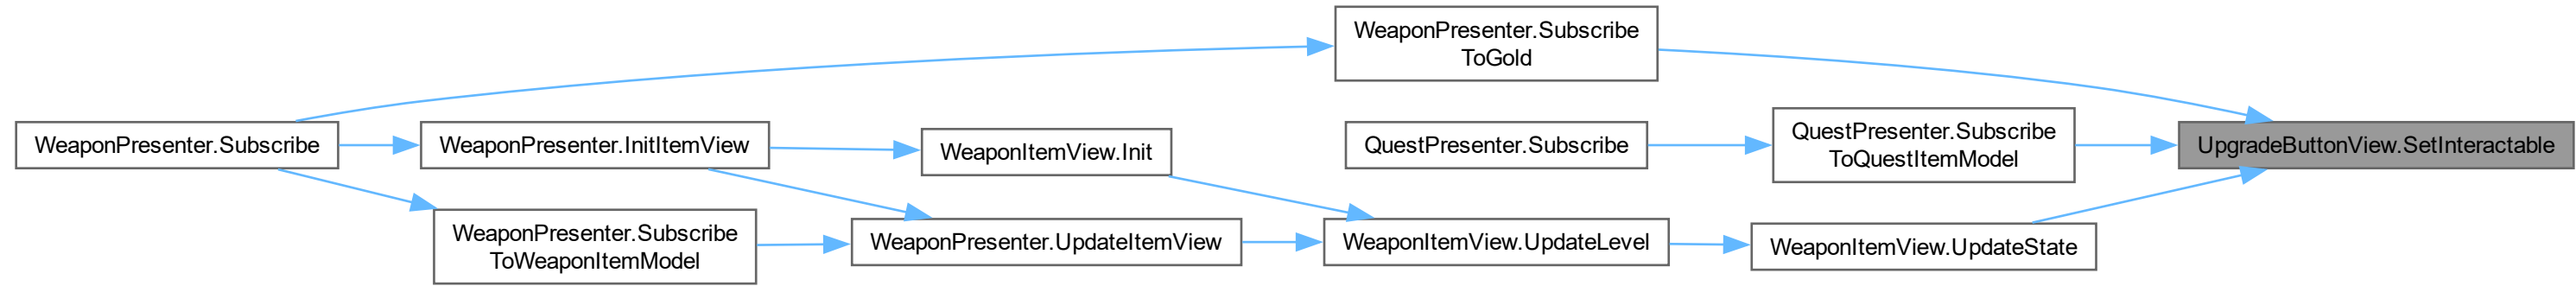 WeaponPresenter.Subscribe
ToGold
WeaponPresenter.Subscribe
WeaponPresenter.InitItemView
WeaponItemView.Init
QuestPresenter.Subscribe
QuestPresenter.Subscribe
ToQuestItemModel
UpgradeButtonView.SetInteractable
WeaponPresenter.Subscribe
ToWeaponItemModel
WeaponPresenter.UpdateItemView
WeaponItemView.UpdateLevel
WeaponItemView.UpdateState